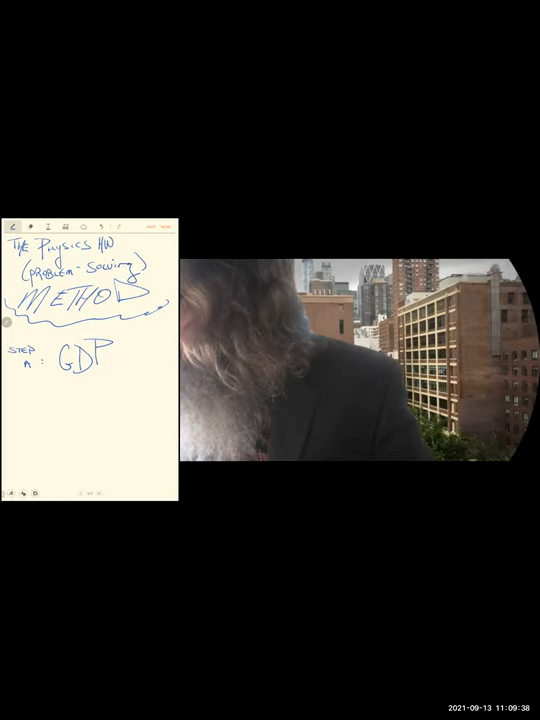 THE PHYSICS HW
(PROBLEM-SOLVING)
METHOD
STEP
A : GDP
2021-09-13 11:09:38